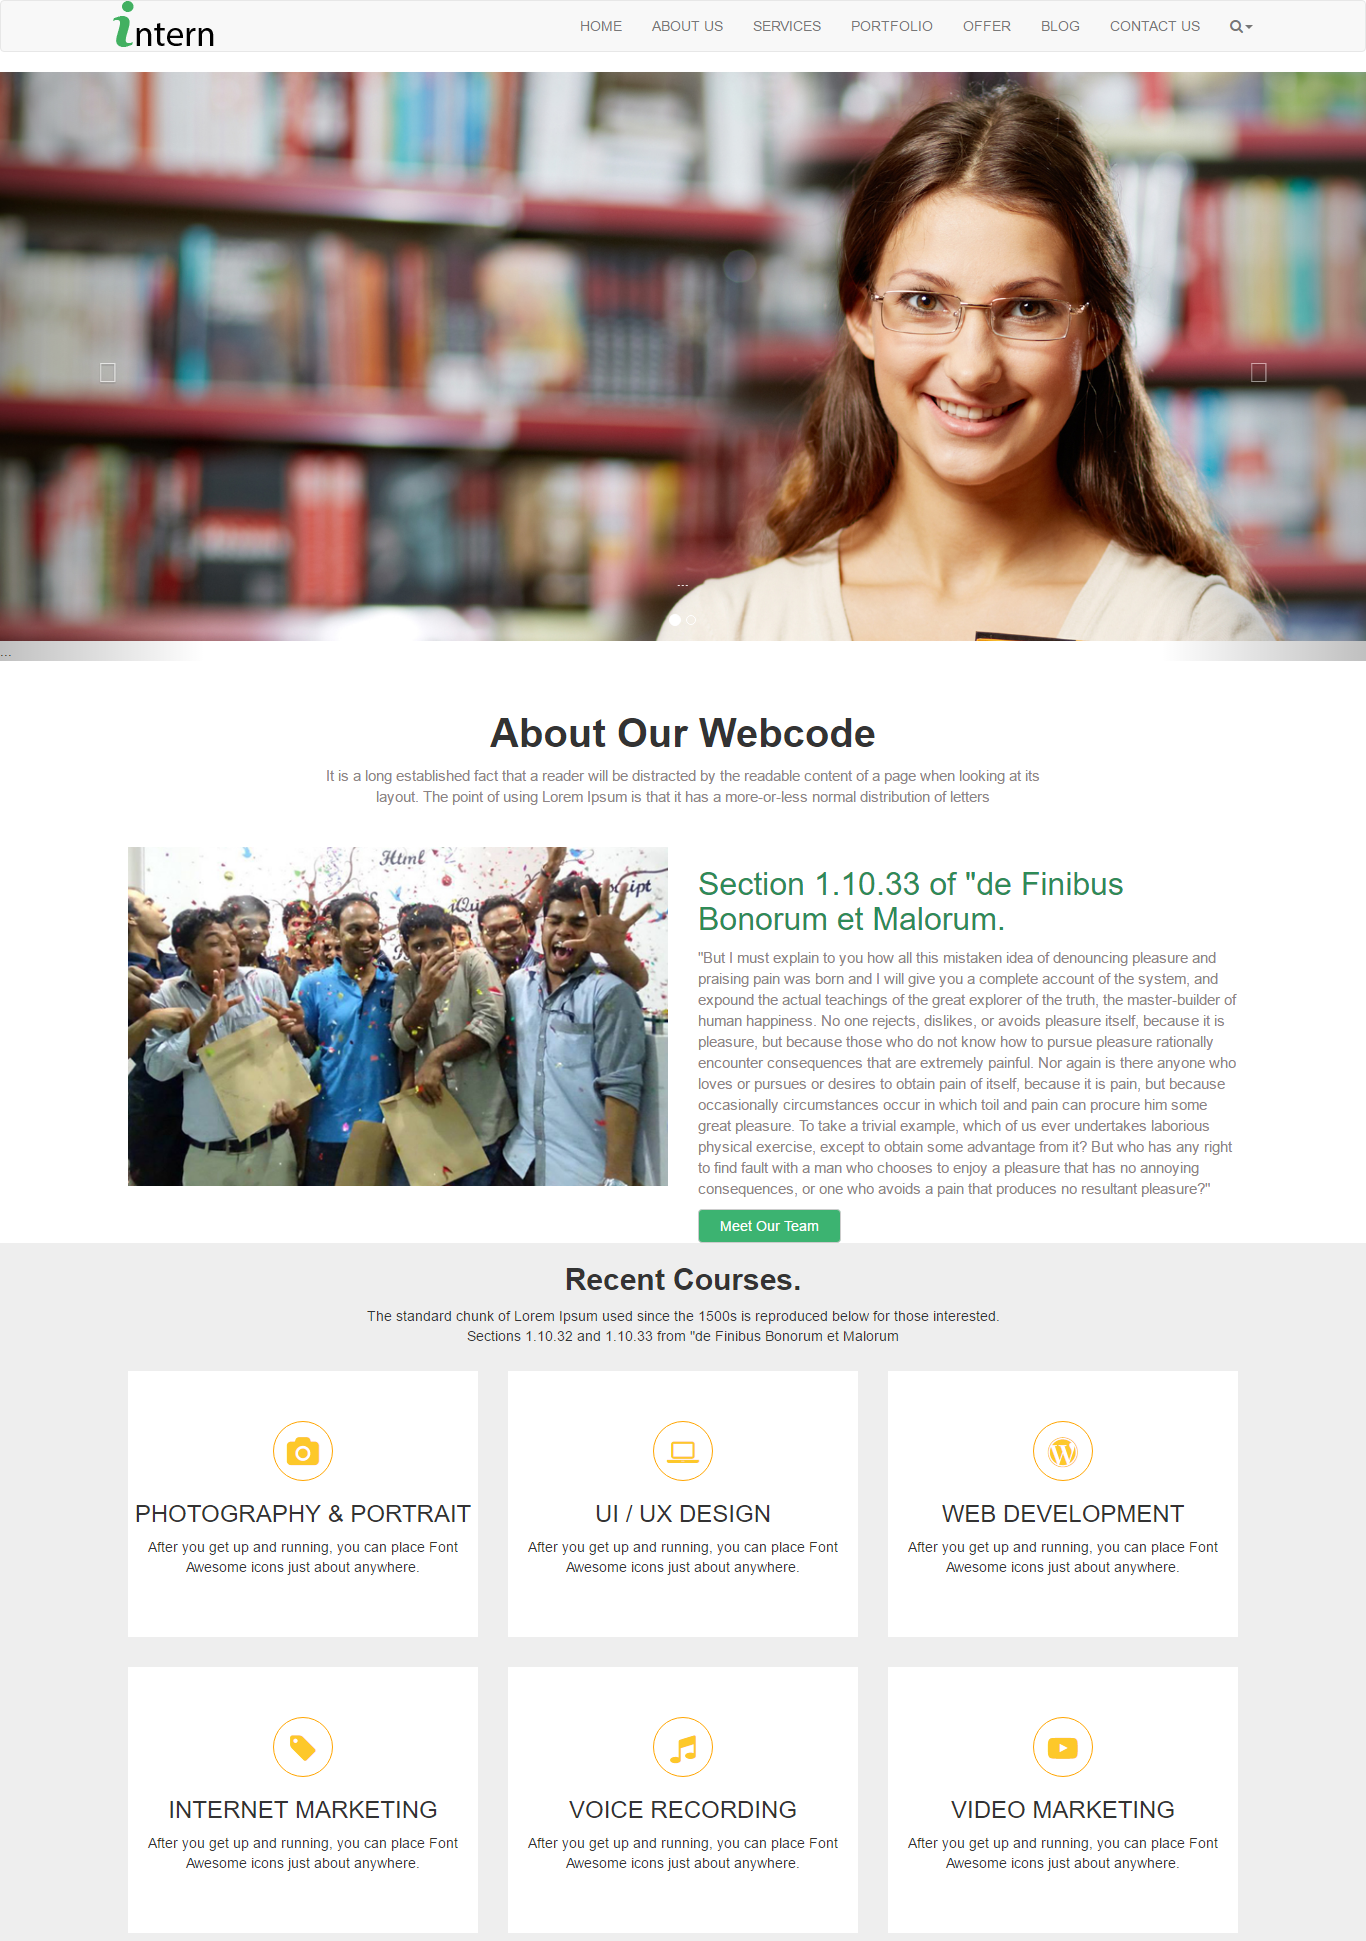 intern
HOME ABOUT US SERVICES PORTFOLIO OFFER BLOG CONTACT US
...
...
About Our Webcode
It is a long established fact that a reader will be distracted by the readable content of a page when looking at its
layout. The point of using Lorem Ipsum is that it has a more-or-less normal distribution of letters
Html
Section 1.10.33 of "de Finibus
Bonorum et Malorum.
"But I must explain to you how all this mistaken idea of denouncing pleasure and
praising pain was born and I will give you a complete account of the system, and
expound the actual teachings of the great explorer of the truth, the master-builder of
human happiness. No one rejects, dislikes, or avoids pleasure itself, because it is
pleasure, but because those who do not know how to pursue pleasure rationally
encounter consequences that are extremely painful. Nor again is there anyone who
loves or pursues or desires to obtain pain of itself, because it is pain, but because
occasionally circumstances occur in which toil and pain can procure him some
great pleasure. To take a trivial example, which of us ever undertakes laborious
physical exercise, except to obtain some advantage from it? But who has any right
to find fault with a man who chooses to enjoy a pleasure that has no annoying
consequences, or one who avoids a pain that produces no resultant pleasure?"
Meet Our Team
Recent Courses.
The standard chunk of Lorem Ipsum used since the 1500s is reproduced below for those interested.
Sections 1.10.32 and 1.10.33 from "de Finibus Bonorum et Malorum
PHOTOGRAPHY & PORTRAIT
After you get up and running, you can place Font
Awesome icons just about anywhere.
UI / UX DESIGN
After you get up and running, you can place Font
Awesome icons just about anywhere.
WEB DEVELOPMENT
After you get up and running, you can place Font
Awesome icons just about anywhere.
INTERNET MARKETING
After you get up and running, you can place Font
Awesome icons just about anywhere.
VOICE RECORDING
After you get up and running, you can place Font
Awesome icons just about anywhere.
VIDEO MARKETING
After you get up and running, you can place Font
Awesome icons just about anywhere.